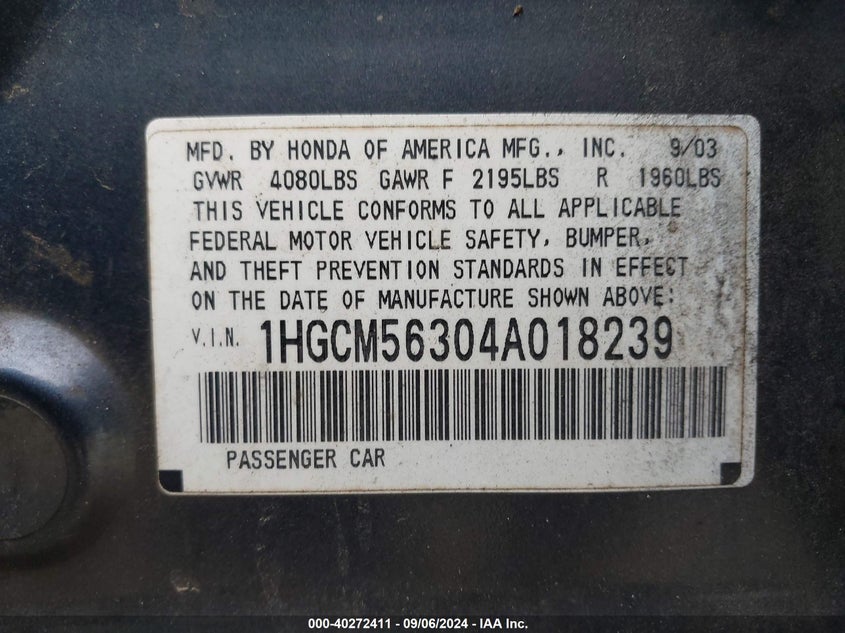 MFD. BY HONDA OF AMERICA MFG., INC. 9/03
GVWR 4080LBS GAWR F 2195LBS R 1960LBS
THIS VEHICLE CONFORMS TO ALL APPLICABLE
FEDERAL MOTOR VEHICLE SAFETY, BUMPER,
AND THEFT PREVENTION STANDARDS IN EFFECT
ON THE DATE OF MANUFACTURE SHOWN ABOVE:
V.I.N. 1HGCM56304A018239
PASSENGER CAR
000-40272411 - 09/06/2024 - IAA Inc.